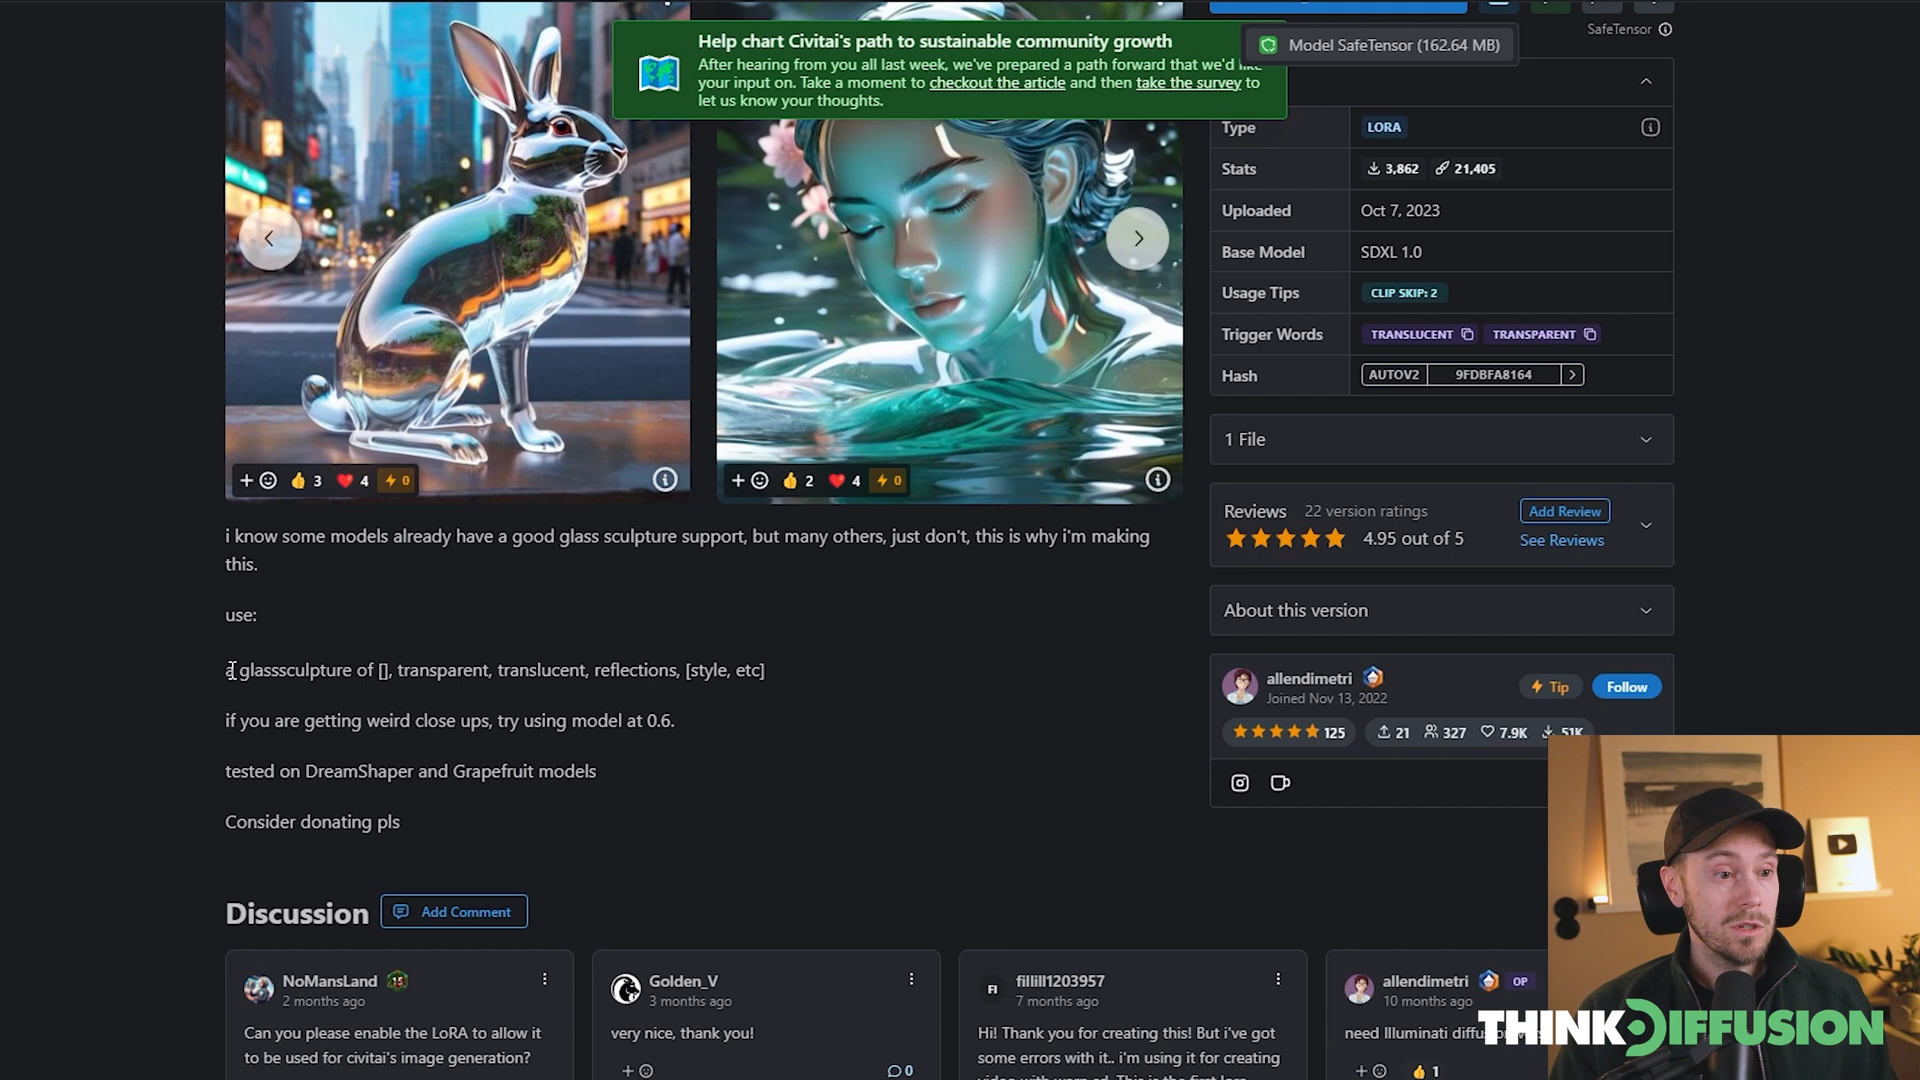 Help chart Civitai's path to sustainable community growth
After hearing from you all last week, we've prepared a path forward that we'd like
your input on. Take a moment to checkout the article and then take the survey to
let us know your thoughts.
Model SafeTensor (162.64 MB)
SafeTensor
Type LORA
Stats 3,862 21,405
Uploaded Oct 7, 2023
Base Model SDXL 1.0
Usage Tips CLIP SKIP: 2
Trigger Words TRANSLUCENT TRANSPARENT
Hash AUTOV2 9FDBFA8164
1 File
3 4 0
2 4 0
Reviews 22 version ratings Add Review
4.95 out of 5 See Reviews
i know some models already have a good glass sculpture support, but many others, just don't, this is why i'm making
this.
use:
a glasssculpture of [], transparent, translucent, reflections, [style, etc]
if you are getting weird close ups, try using model at 0.6.
tested on DreamShaper and Grapefruit models
Consider donating pls
About this version
allendimetri
Joined Nov 13, 2022
Tip Follow
125 21 327 7.9K 51K
Discussion Add Comment
NoMansLand 15
2 months ago
Can you please enable the LoRA to allow it
to be used for civitai's image generation?
Golden_V
3 months ago
very nice, thank you!
0
FI fillill1203957
7 months ago
Hi! Thank you for creating this! But i've got
some errors with it.. i'm using it for creating
allendimetri OP
10 months ago
need Illuminati
1
THINKDIFFUSION